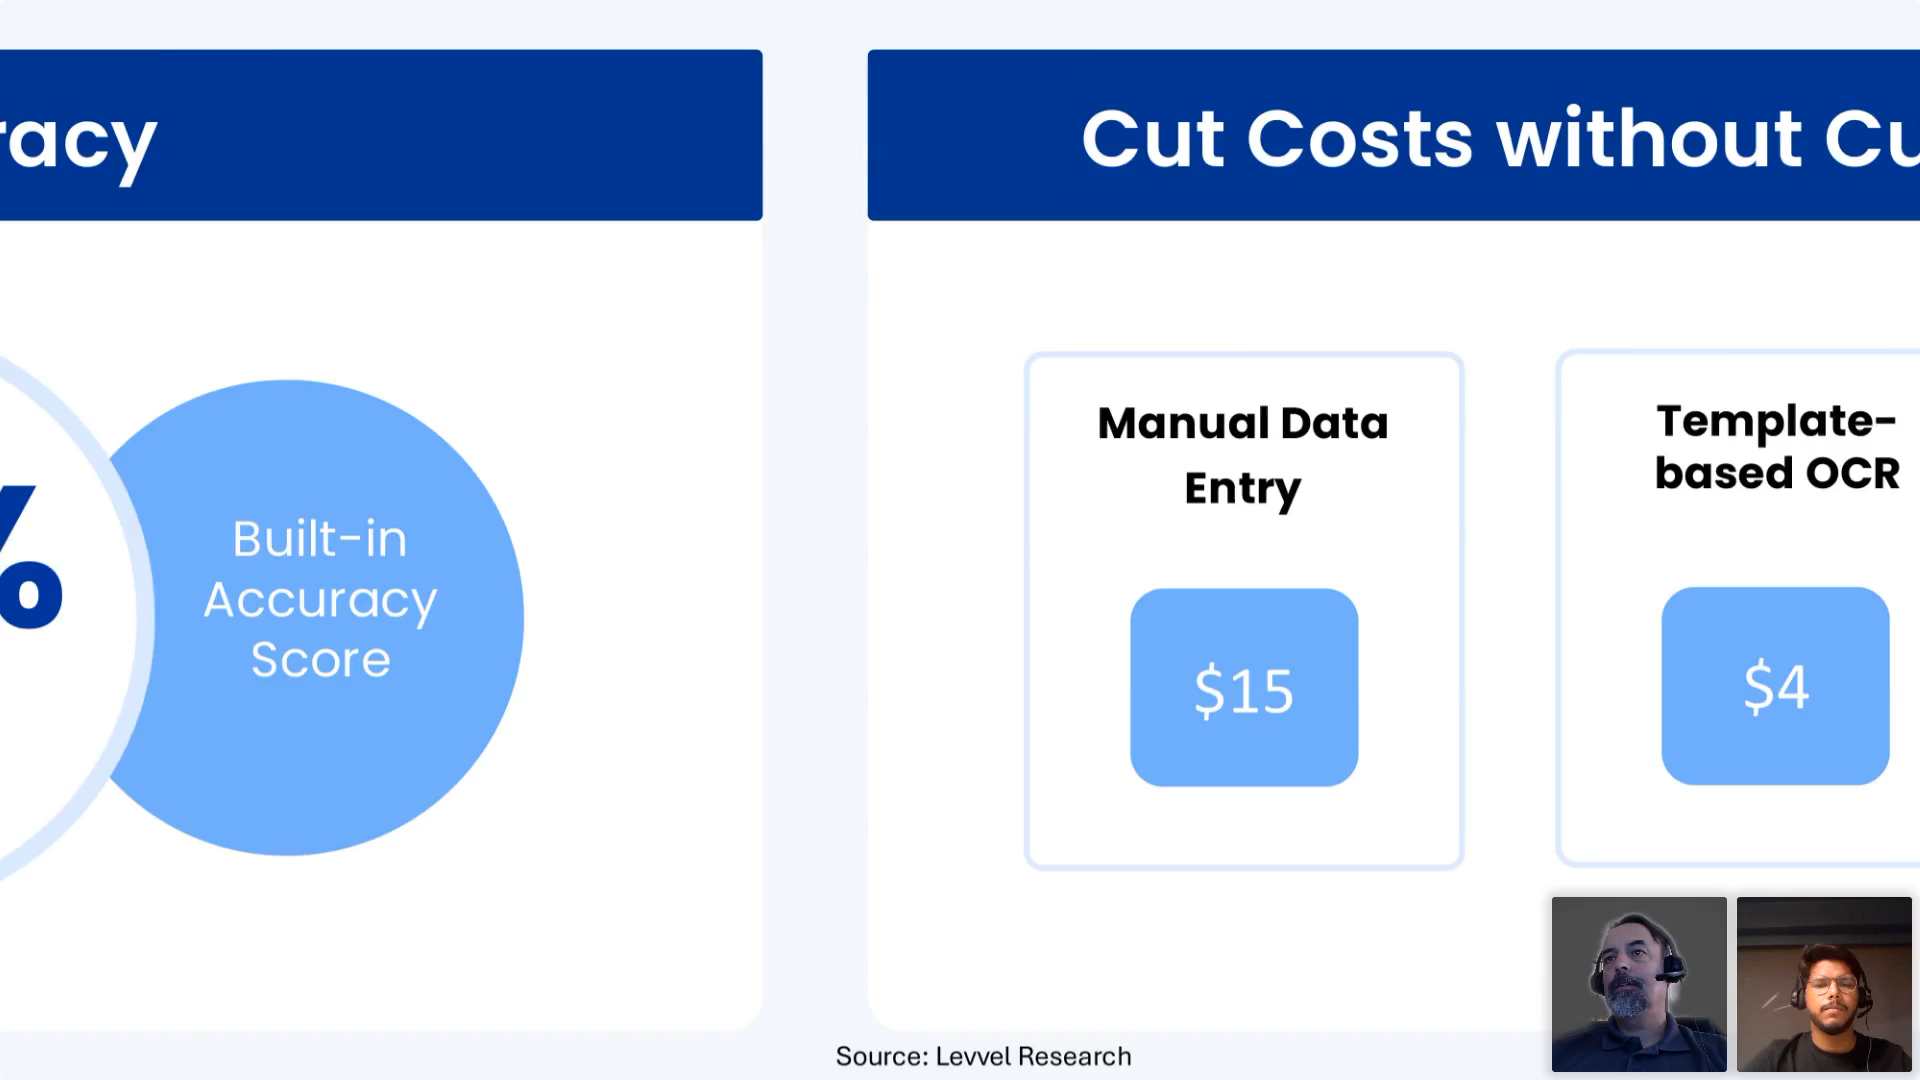 racy
Cut Costs without Cu
%
Built-in
Accuracy
Score
Manual Data
Entry
$15
Template-
based OCR
$4
Source: Levvel Research